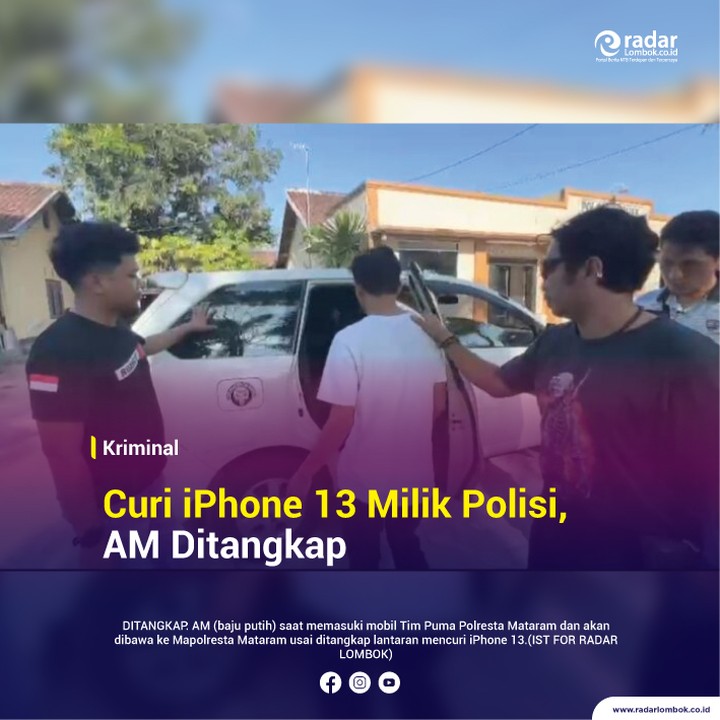 radar
Lombok.co.id
Kriminal
Curi iPhone 13 Milik Polisi,
AM Ditangkap
DITANGKAP. AM (baju putih) saat memasuki mobil Tim Puma Polresta Mataram dan akan
dibawa ke Mapolresta Mataram usai ditangkap lantaran mencuri iPhone 13.(IST FOR RADAR
LOMBOK)
www.radarlombok.co.id